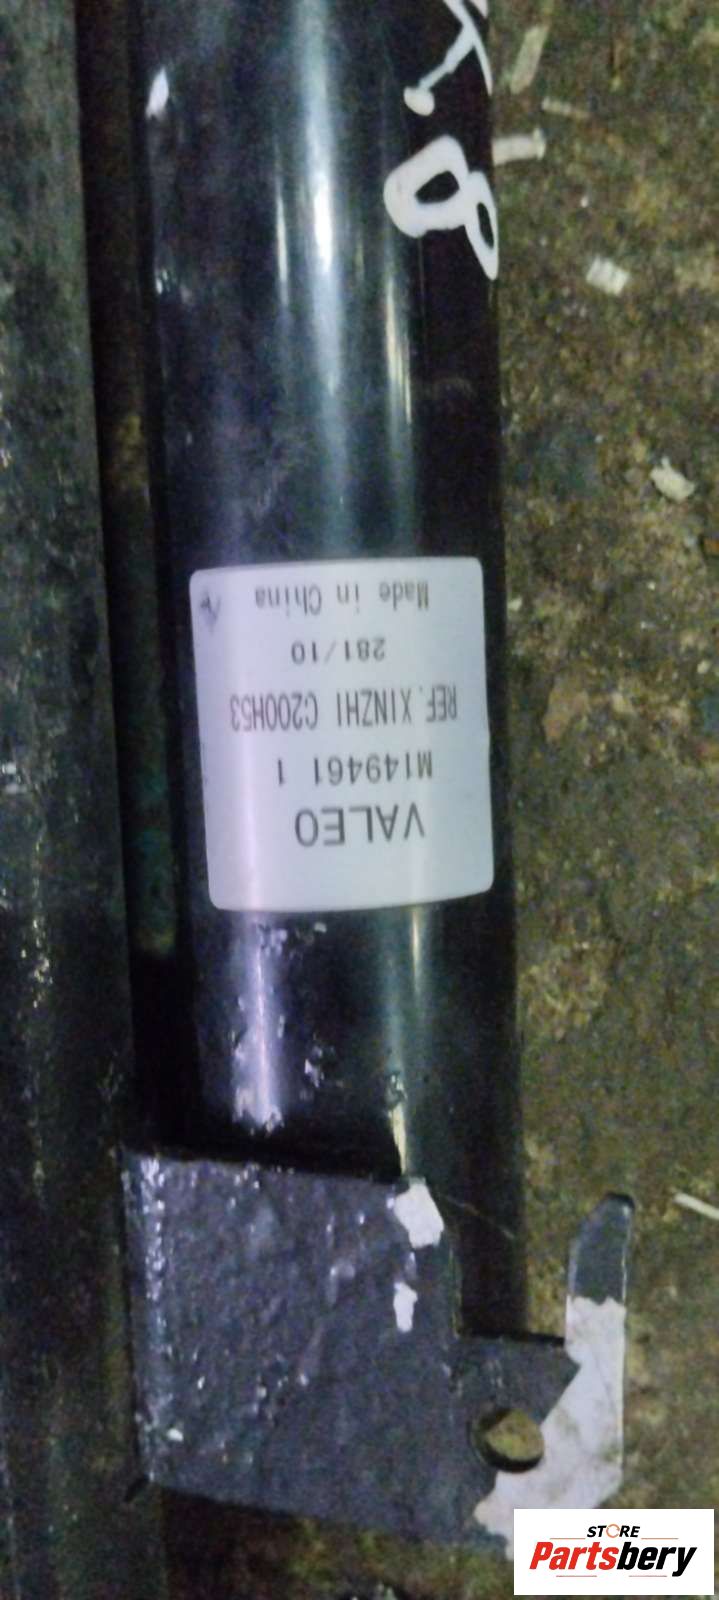 VALEO
M149461 1
REF.XINZHI C200H53
281/10
Made in China
STORE
Partsbery